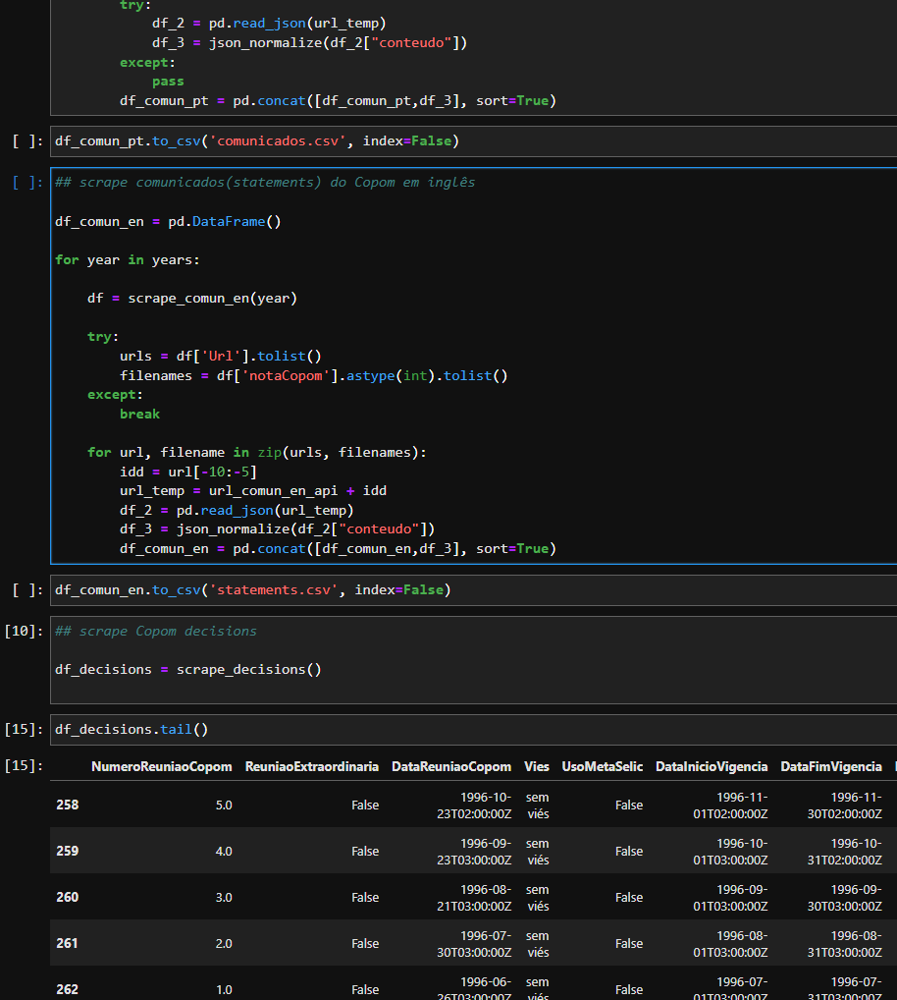 try:
df_2 = pd.read_json(url_temp)
df_3 = json_normalize(df_2["conteudo"])
except:
pass
df_comun_pt = pd.concat([df_comun_pt,df_3], sort=True)
[ ]: df_comun_pt.to_csv('comunicados.csv', index=False)
[ ]: ## scrape comunicados(statements) do Copom em inglês
df_comun_en = pd.DataFrame()
for year in years:
df = scrape_comun_en(year)
try:
urls = df['Url'].tolist()
filenames = df['notaCopom'].astype(int).tolist()
except:
break
for url, filename in zip(urls, filenames):
idd = url[-10:-5]
url_temp = url_comun_en_api + idd
df_2 = pd.read_json(url_temp)
df_3 = json_normalize(df_2["conteudo"])
df_comun_en = pd.concat([df_comun_en,df_3], sort=True)
[ ]: df_comun_en.to_csv('statements.csv', index=False)
[10]: ## scrape Copom decisions
df_decisions = scrape_decisions()
[15]: df_decisions.tail()
[15]: NumeroReuniaoCopom ReuniaoExtraordinaria DataReuniaoCopom Vies UsoMetaSelic DataInicioVigencia DataFimVigencia
258 5.0 False 1996-10-23T02:00:00Z sem viés False 1996-11-01T02:00:00Z 1996-11-30T02:00:00Z
259 4.0 False 1996-09-23T03:00:00Z sem viés False 1996-10-01T03:00:00Z 1996-10-31T02:00:00Z
260 3.0 False 1996-08-21T03:00:00Z sem viés False 1996-09-01T03:00:00Z 1996-09-30T03:00:00Z
261 2.0 False 1996-07-30T03:00:00Z sem viés False 1996-08-01T03:00:00Z 1996-08-31T03:00:00Z
262 1.0 False 1996-06-26T03:00:00Z sem viés False 1996-07-01T03:00:00Z 1996-07-31T03:00:00Z